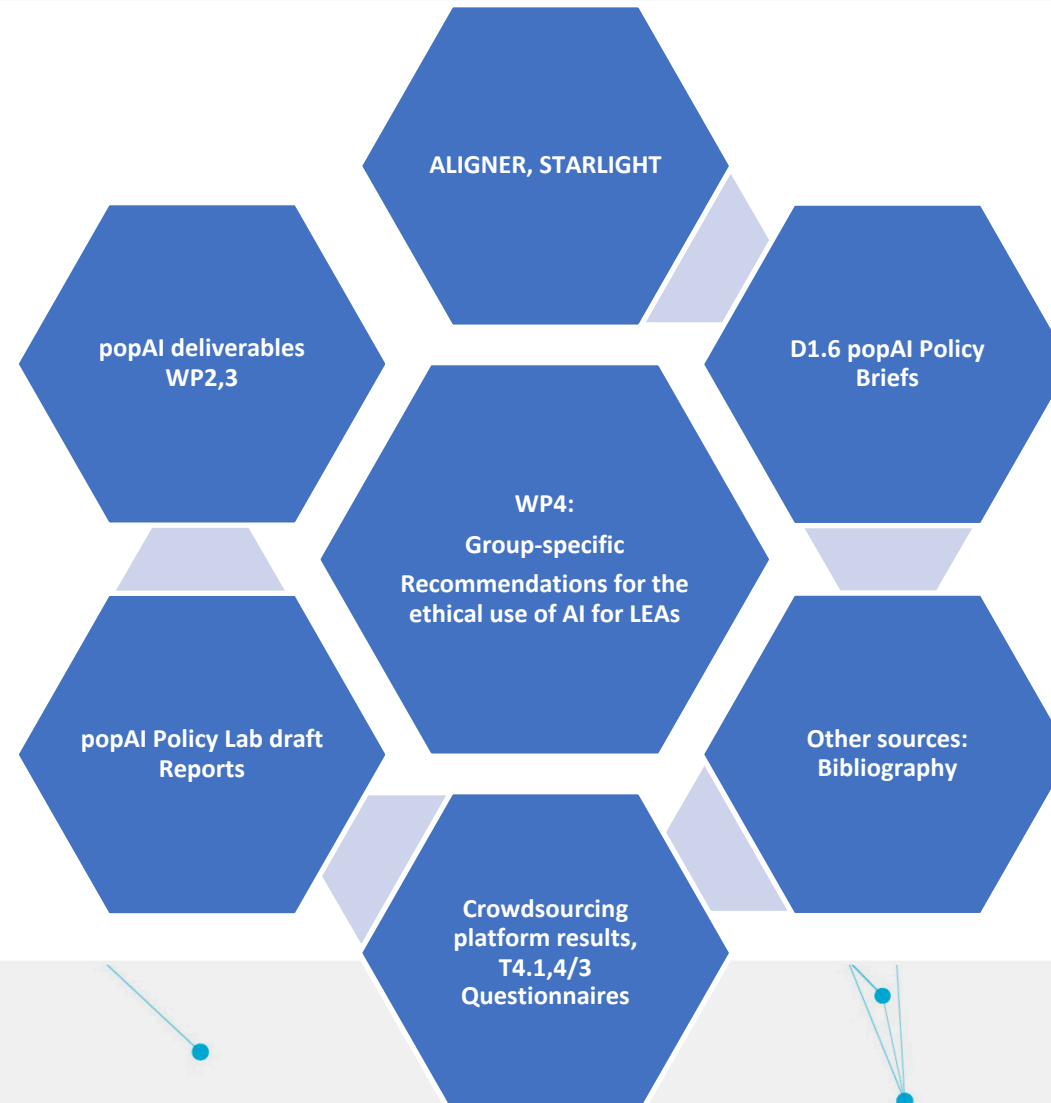 ALIGNER, STARLIGHT
popAI deliverables
WP2,3
D1.6 popAI Policy
Briefs
WP4:
Group-specific
Recommendations for the
ethical use of AI for LEAs
popAI Policy Lab draft
Reports
Other sources:
Bibliography
Crowdsourcing
platform results,
T4.1,4/3
Questionnaires